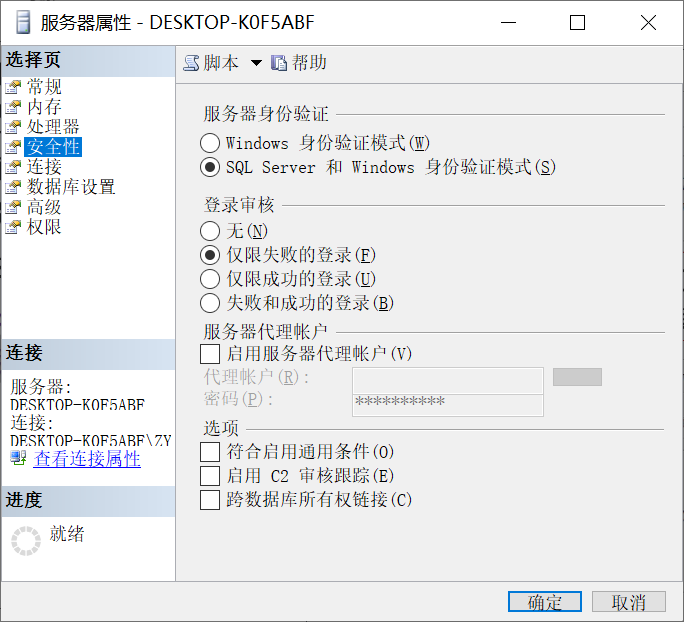 服务器属性 - DESKTOP-K0F5ABF
选择页
常规
内存
处理器
安全性
连接
数据库设置
高级
权限
连接
服务器:
DESKTOP-K0F5ABF
连接:
DESKTOP-K0F5ABF\ZY
查看连接属性
进度
就绪
脚本 帮助
服务器身份验证
Windows 身份验证模式(W)
SQL Server 和 Windows 身份验证模式(S)
登录审核
无(N)
仅限失败的登录(F)
仅限成功的登录(U)
失败和成功的登录(B)
服务器代理帐户
启用服务器代理帐户(V)
代理帐户(R):
密码(P): **********
选项
符合启用通用条件(O)
启用 C2 审核跟踪(E)
跨数据库所有权链接(C)
确定 取消